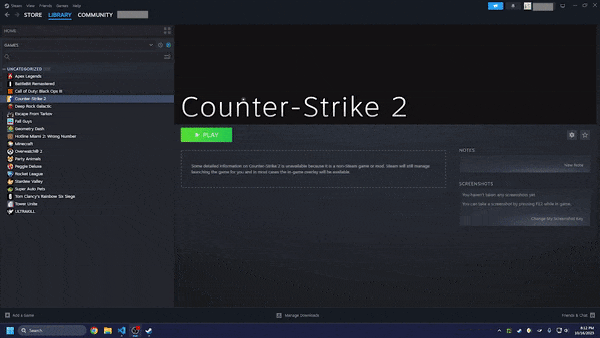 Steam View Friends Games Help
STORE LIBRARY COMMUNITY
HOME
GAMES
UNCATEGORIZED
Apex Legends
BattleBit Remastered
Call of Duty: Black Ops III
Counter-Strike 2
Deep Rock Galactic
Escape From Tarkov
Fall Guys
Geometry Dash
Hotline Miami 2: Wrong Number
Minecraft
Overwatch® 2
Party Animals
Peggle Deluxe
Rocket League
Stardew Valley
Super Auto Pets
Tom Clancy's Rainbow Six Siege
Tower Unite
ULTRAKILL
Counter-Strike 2
PLAY
Some detailed information on Counter-Strike 2 is unavailable because it is a non-Steam game or mod. Steam will still manage
launching the game for you and in most cases the in-game overlay will be available.
NOTES
View Notes
SCREENSHOTS
You haven't taken any screenshots yet
You can take a screenshot by pressing F12 while in game.
Change My Screenshot Key
Add a Game
Manage Downloads
Friends & Chat
Search
8:12 PM
10/16/2023